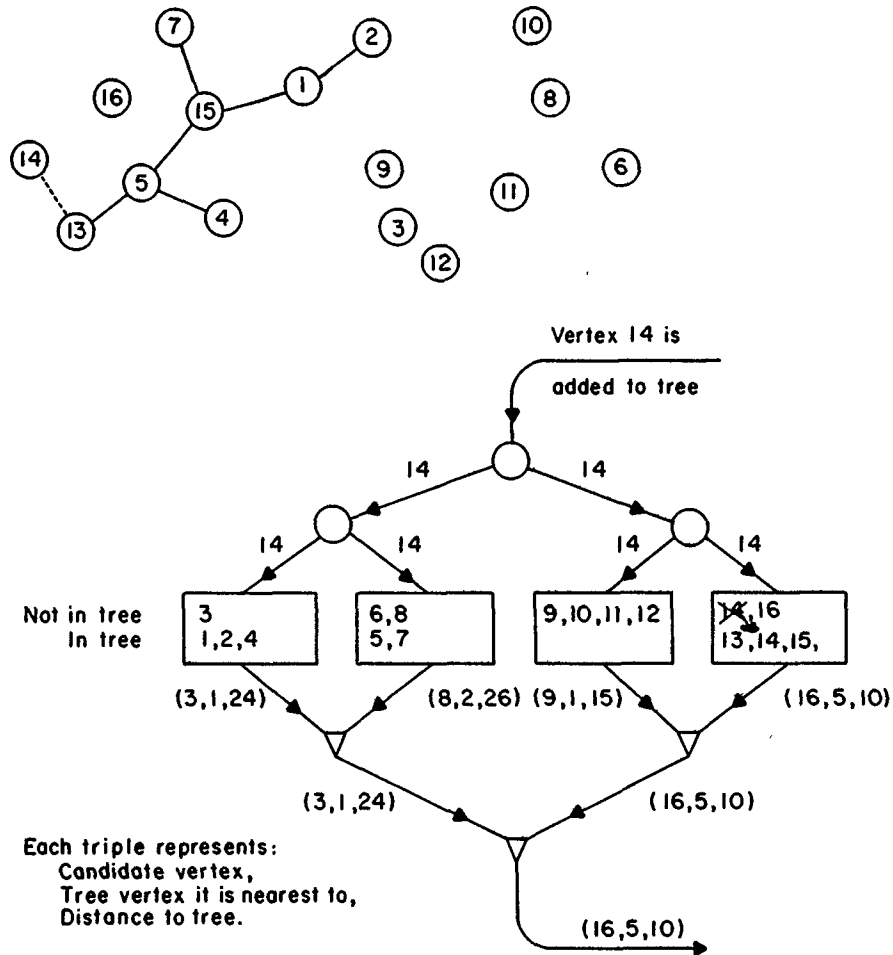 7
2
10
1
16
15
8
14
9
6
5
11
4
13
3
12
Vertex 14 is
added to tree
14 14
14 14 14 14
Not in tree 3 6,8 9,10,11,12 14,16
In tree 1,2,4 5,7 13,14,15,
(3,1,24) (8,2,26) (9,1,15) (16,5,10)
(3,1,24) (16,5,10)
Each triple represents:
Candidate vertex,
Tree vertex it is nearest to,
Distance to tree.
(16,5,10)